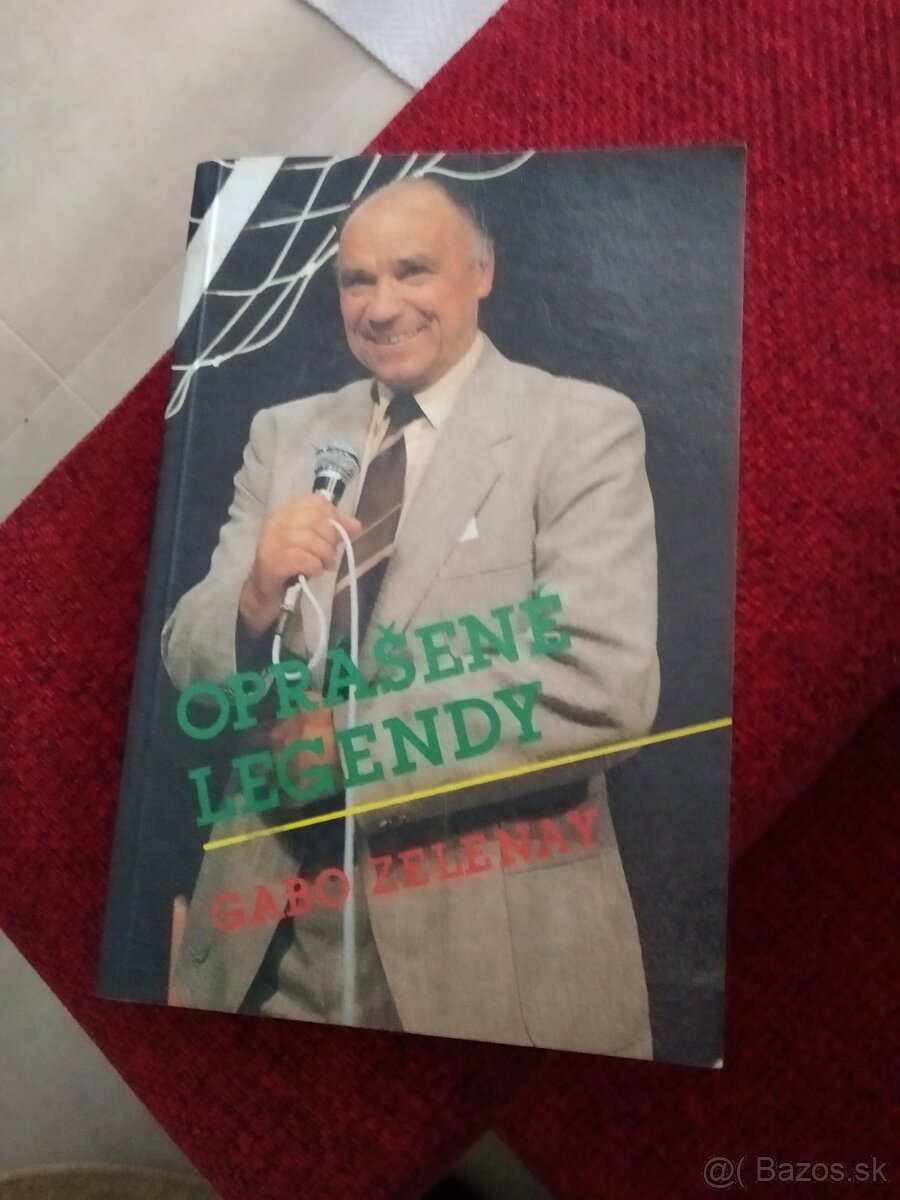 OPRÁŠENÉ
LEGENDY
GABO ZELENAY
@( Bazos.sk